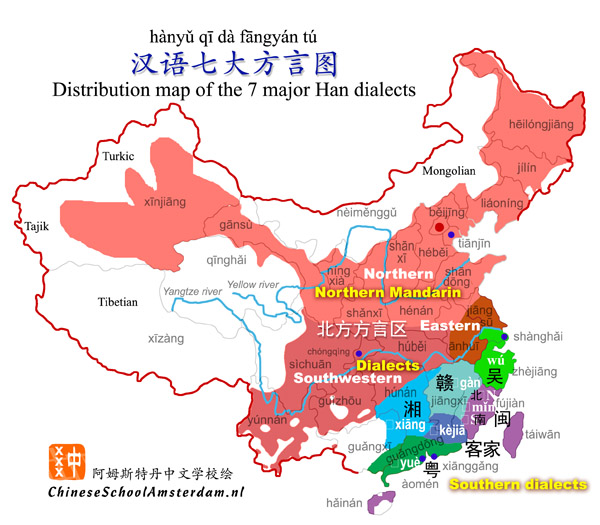 hànyǔ qī dà fāngyán tú
汉语七大方言图
Distribution map of the 7 major Han dialects
hēilóngjiāng
Turkic
Mongolian
jílín
xīnjiāng
liáoníng
nèiměnggǔ
běijīng
gānsù
Tajik
tiānjīn
shān
xī
héběi
qīnghǎi
níng
xià
Northern
shān
dōng
Yellow river
Yangtze river
Northern Mandarin
Tibetian
shǎnxī
hénán
jiāng
sū
北方方言区
Eastern
xīzàng
shànghǎi
chóngqìng
húběi
ānhuī
sìchuān
Dialects
wú
吴
zhèjiāng
Southwestern
赣
gàn
guìzhōu
húnán
jiāngxī
北
mǐn
南
闽
fújiàn
yúnnán
湘
xiāng
kèjiā
táiwān
guǎngxī
guǎngdōng
客家
yuè
粤
xiānggǎng
àomén
Southern dialects
hǎinán
XXX
中
阿姆斯特丹中文学校绘
ChineseSchoolAmsterdam.nl